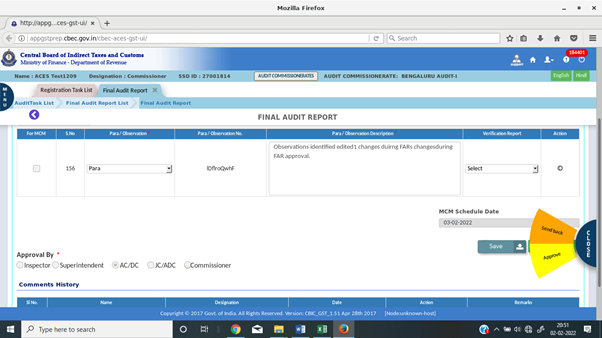 Mozilla Firefox
http://appg...ces-gst-ui/
appgstprep.cbec.gov.in/cbec-aces-gst-ui/
Search
Central Board of Indirect Taxes and Customs
Ministry of Finance - Department of Revenue
184401
Name : ACES Test1209 Designation : Commissioner SSO ID : 27001814 AUDIT COMMISSIONERATE AUDIT COMMISSIONERATE: BENGALURU AUDIT-I English Hindi
MENU
Registration Task List Final Audit Report
AuditTask List Final Audit Report List Final Audit Report
FINAL AUDIT REPORT
For MCM S.No Para / Observation Para / Observation No. Para / Observation Description Verification Report Action
156 Para Observations identified edited1 changes duirng FARs changesduring Select
FAR approval.
MCM Schedule Date
03-02-2022
Send back
Save
Approve
CLOSE
Approval By *
Inspector Superintendent AC/DC JC/ADC Commissioner
Comments History
Sl No. Name Designation Date Action Remarks
Copyright © 2017 Govt. of India. All Rights Reserved. Version: CBIC_GST_1.51 Apr 28th 2017 [Node:unknown-host]
Type here to search
20:51
02-02-2022